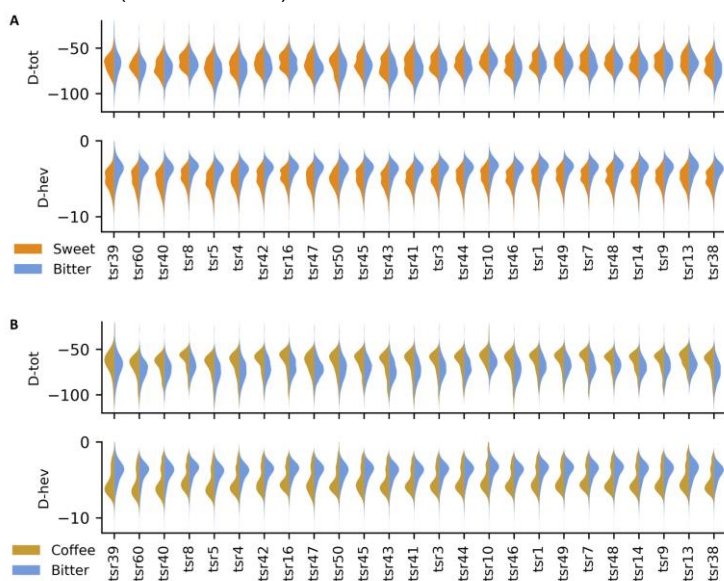 A
D-tot
−50
−100
D-hev
0
−10
Sweet
Bitter
tsr39 tsr60 tsr40 tsr8 tsr5 tsr4 tsr42 tsr16 tsr47 tsr50 tsr45 tsr43 tsr41 tsr3 tsr44 tsr10 tsr46 tsr1 tsr49 tsr7 tsr48 tsr14 tsr9 tsr13 tsr38
B
D-tot
−50
−100
D-hev
0
−10
Coffee
Bitter
tsr39 tsr60 tsr40 tsr8 tsr5 tsr4 tsr42 tsr16 tsr47 tsr50 tsr45 tsr43 tsr41 tsr3 tsr44 tsr10 tsr46 tsr1 tsr49 tsr7 tsr48 tsr14 tsr9 tsr13 tsr38